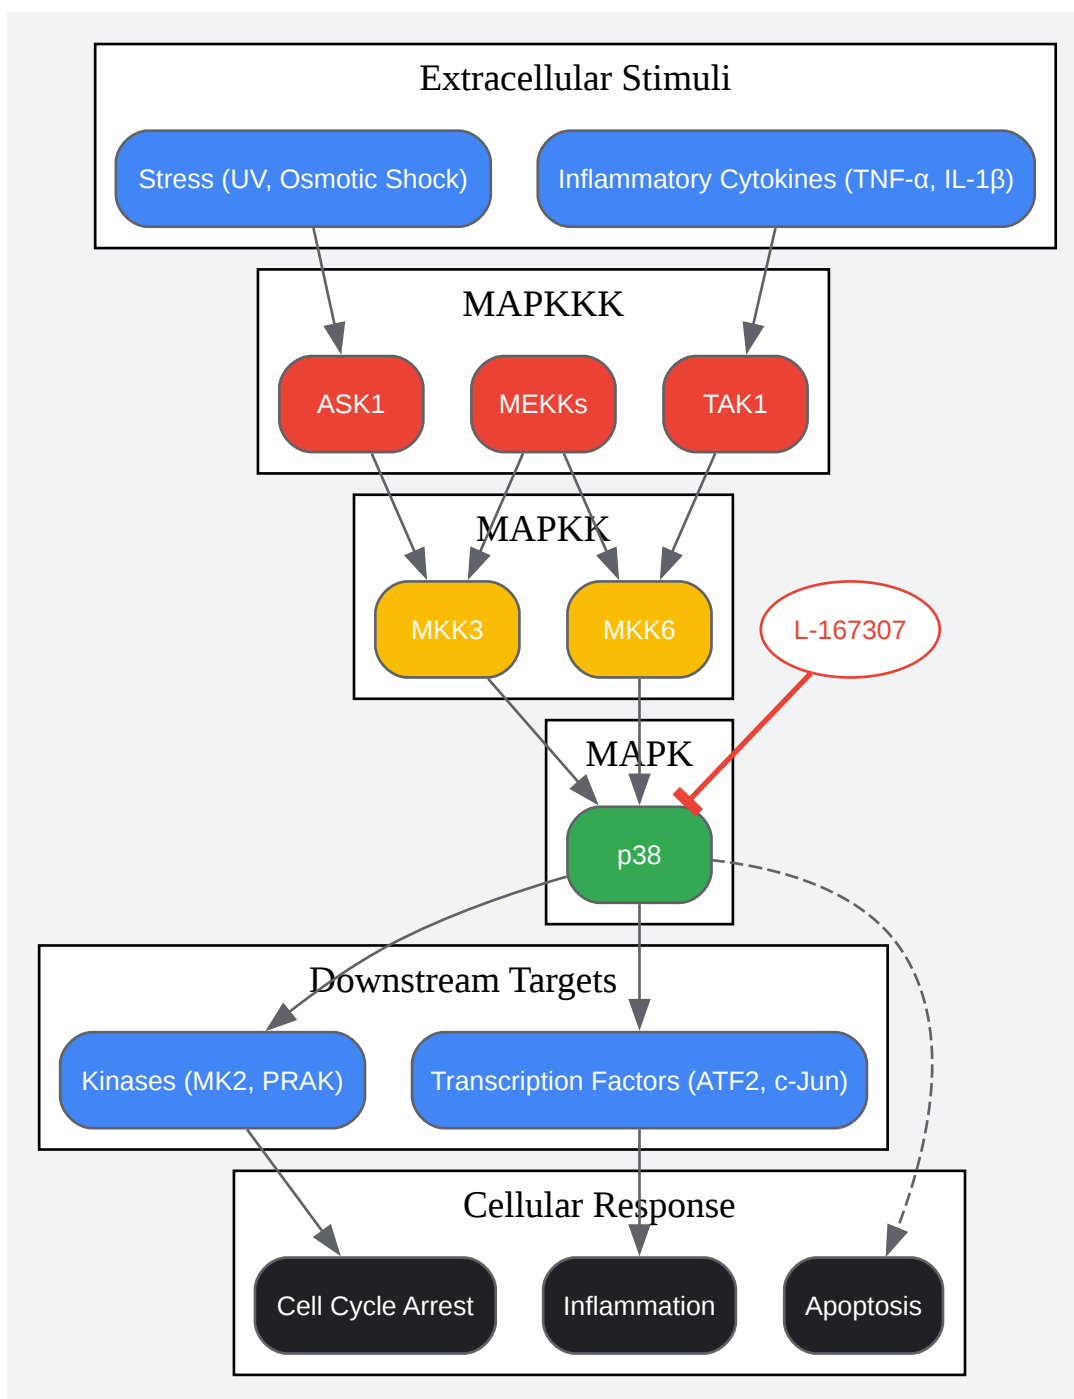 Extracellular Stimuli
Stress (UV, Osmotic Shock)
Inflammatory Cytokines (TNF-α, IL-1β)
MAPKKK
ASK1
MEKKs
TAK1
MAPKK
MKK3
MKK6
L-167307
MAPK
p38
Downstream Targets
Kinases (MK2, PRAK)
Transcription Factors (ATF2, c-Jun)
Cellular Response
Cell Cycle Arrest
Inflammation
Apoptosis